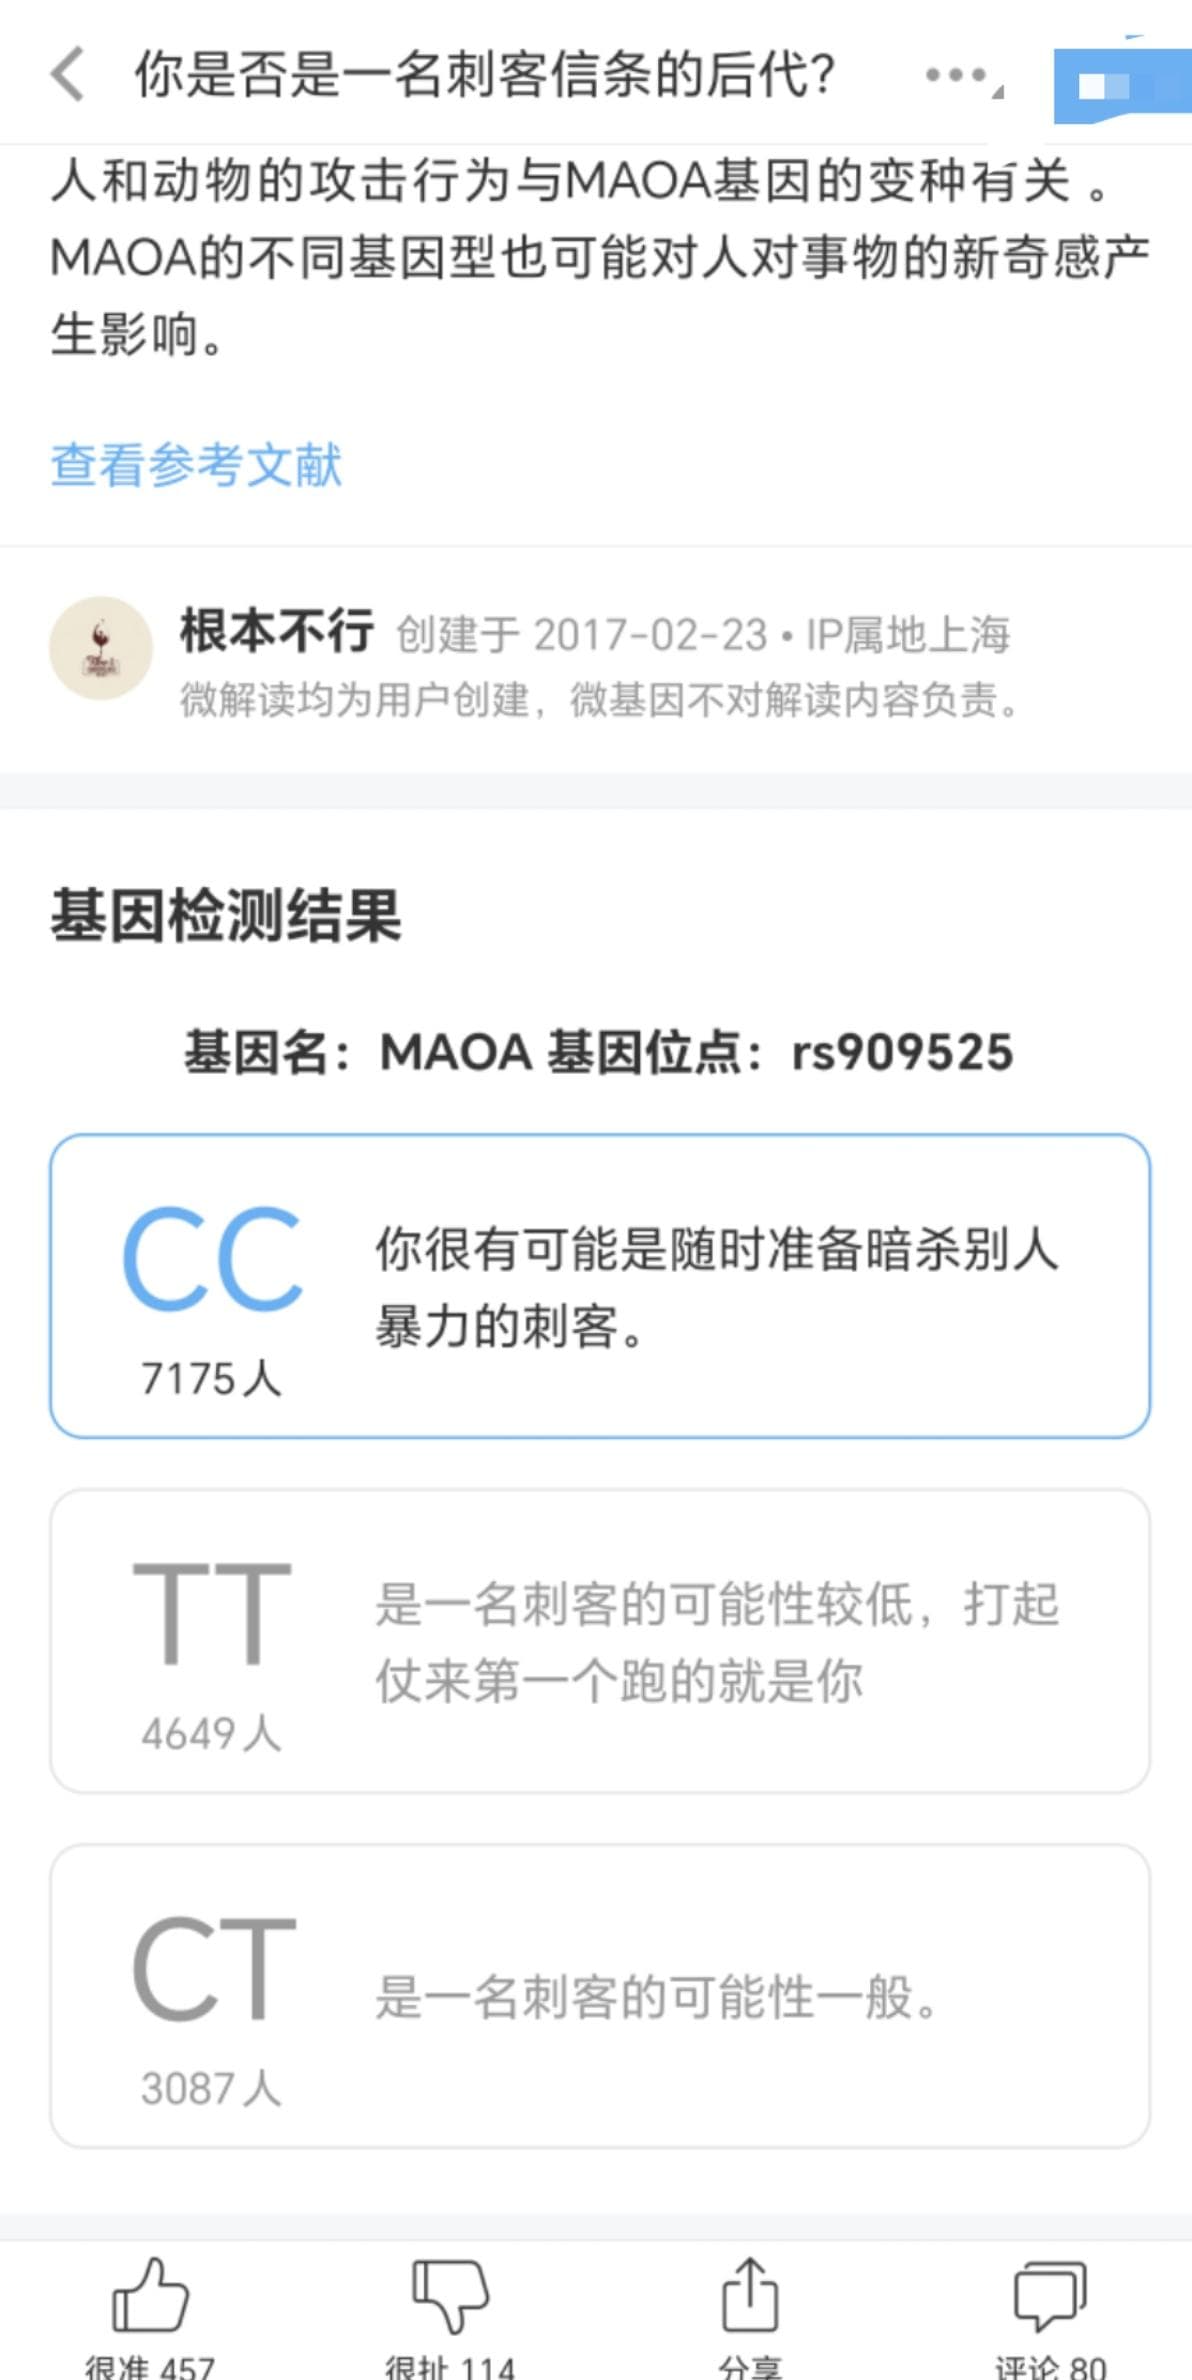 你是否是一名刺客信条的后代？
人和动物的攻击行为与MAOA基因的变种有关 。
MAOA的不同基因型也可能对人对事物的新奇感产
生影响。
查看参考文献
根本不行 创建于 2017-02-23 • IP属地上海
微解读均为用户创建，微基因不对解读内容负责。
基因检测结果
基因名：MAOA 基因位点：rs909525
CC
你很有可能是随时准备暗杀别人
暴力的刺客。
7175人
TT
是一名刺客的可能性较低，打起
仗来第一个跑的就是你
4649人
CT
是一名刺客的可能性一般。
3087人
很准 457 很扯 114 分享 评论 80